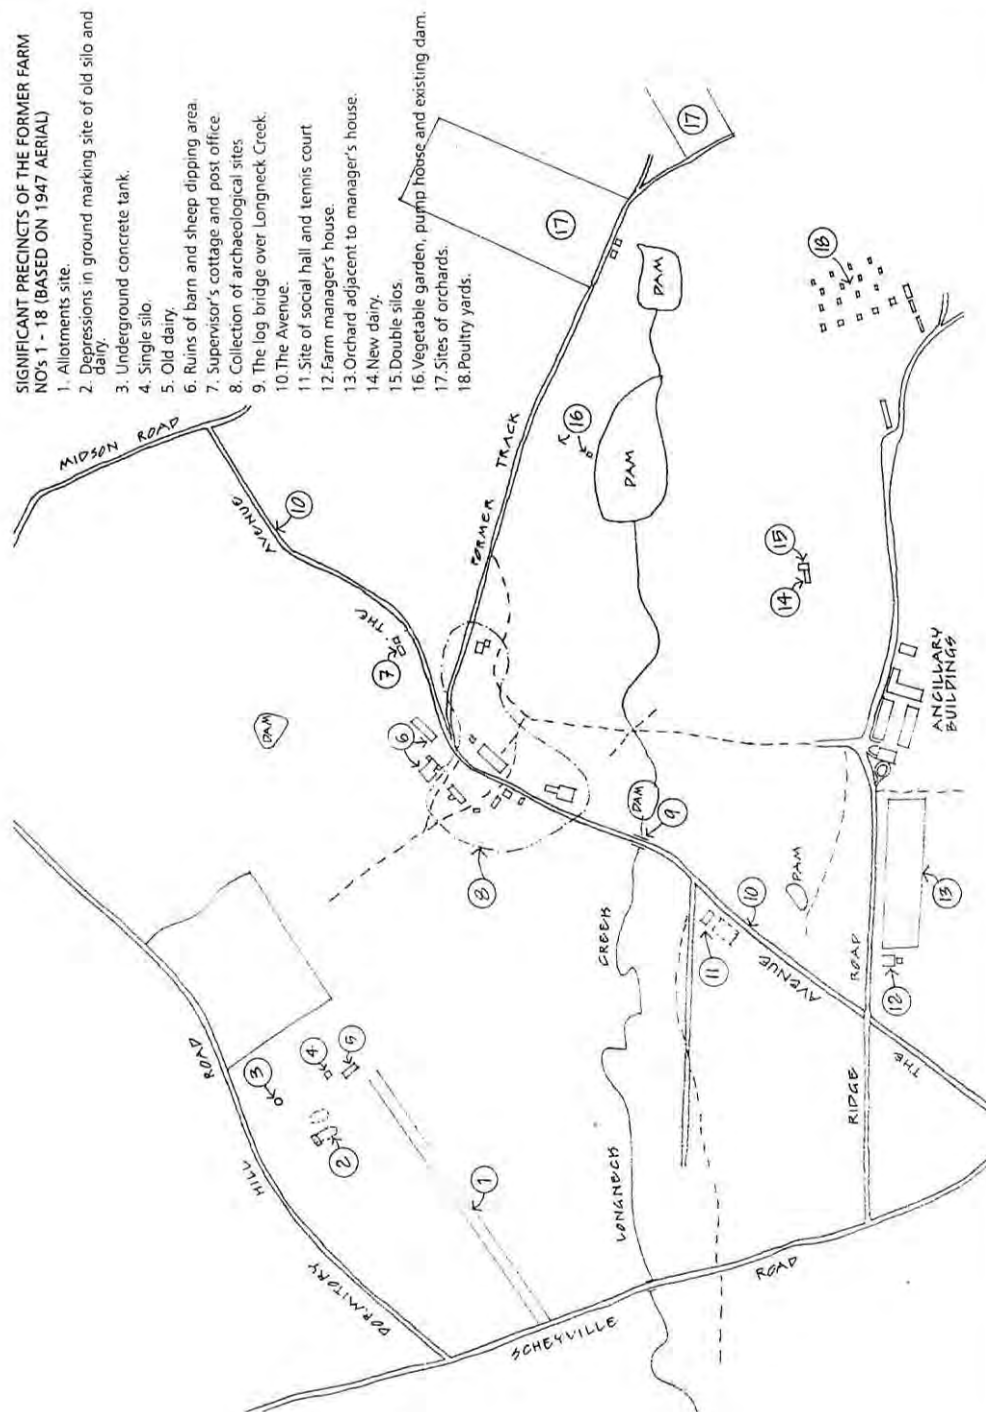 SIGNIFICANT PRECINCTS OF THE FORMER FARM
NO's 1 - 18 (BASED ON 1947 AERIAL)
1. Allotments site.
2. Depressions in ground marking site of old silo and
dairy.
3. Underground concrete tank.
4. Single silo.
5. Old dairy.
6. Ruins of barn and sheep dipping area.
7. Supervisor's cottage and post office.
8. Collection of archaeological sites
9. The log bridge over Longneck Creek.
10. The Avenue.
11. Site of social hall and tennis court
12. Farm manager's house.
13. Orchard adjacent to manager's house.
14. New dairy.
15. Double silos.
16. Vegetable garden, pump house and existing dam.
17. Sites of orchards.
18. Poultry yards.
MIDSON ROAD
THE AVENUE
10
7
DAM
6
8
FORMER TRACK
17
17
DAM
DAM
16
18
15
14
ANCILLARY
BUILDINGS
DAM
9
DAM
10
11
13
12
THE AVENUE
RIDGE ROAD
LONGNECK CREEK
DORMITORY HILL ROAD
3
4
5
2
1
SCHEYVILLE ROAD